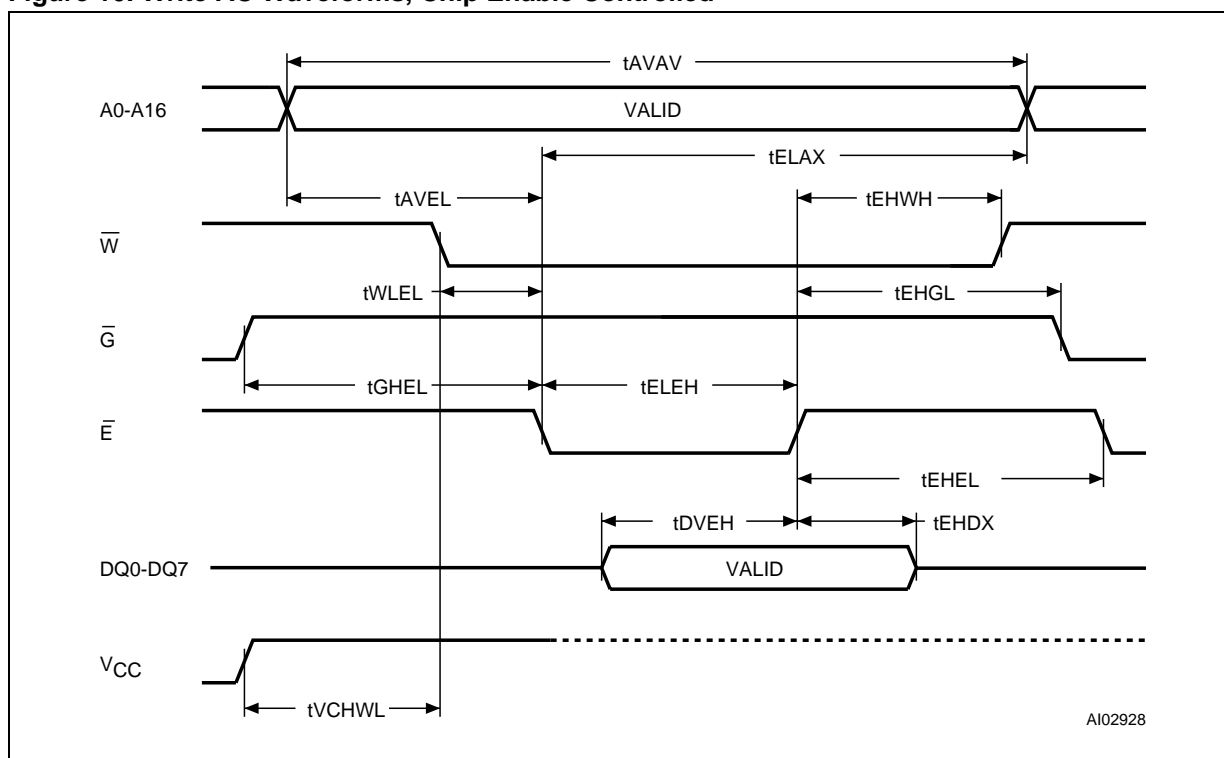 tAVAV
A0-A16
VALID
tELAX
tAVEL
tEHWH
W̅
tWLEL
tEHGL
G̅
tGHEL
tELEH
E̅
tEHEL
tDVEH
tEHDX
DQ0-DQ7
VALID
VCC
tVCHWL
AI02928